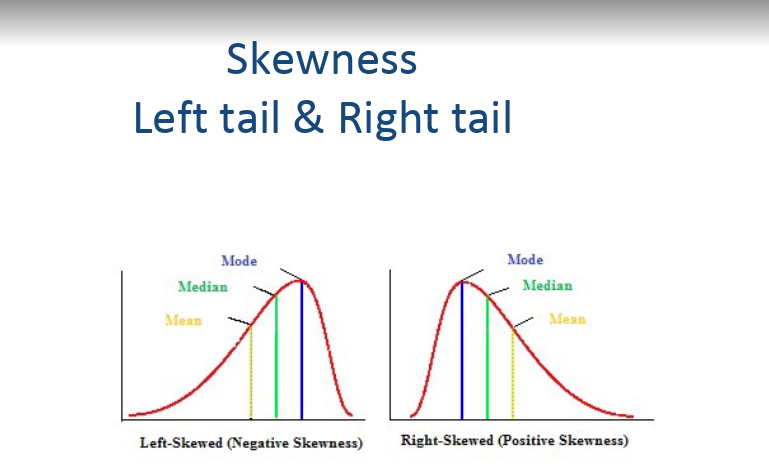 Skewness
Left tail & Right tail
Mode
Median
Mean
Left-Skewed (Negative Skewness)
Mode
Median
Mean
Right-Skewed (Positive Skewness)